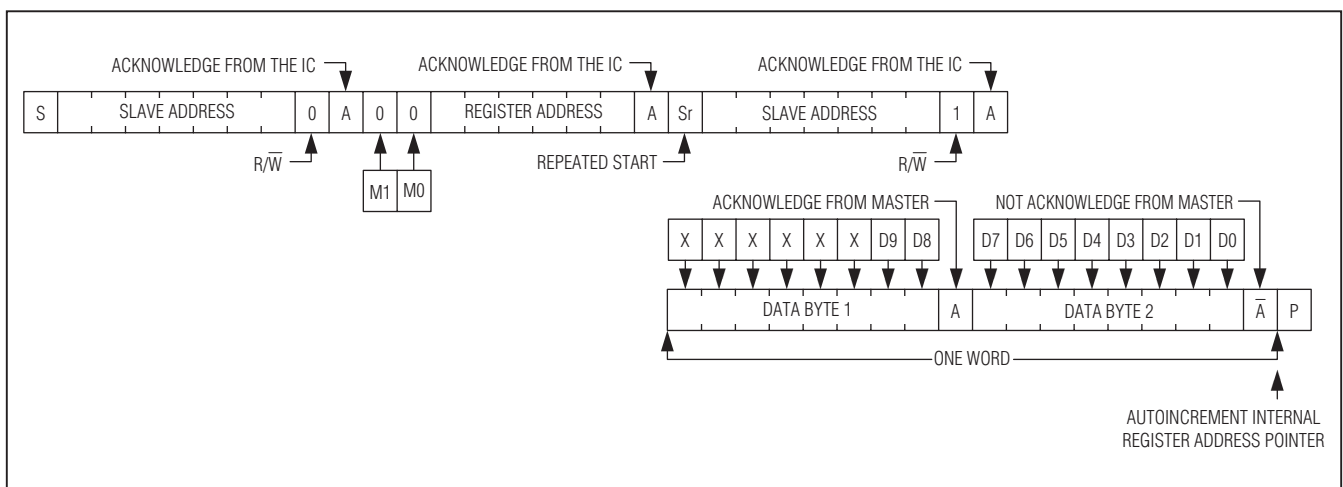 ACKNOWLEDGE FROM THE IC ACKNOWLEDGE FROM THE IC ACKNOWLEDGE FROM THE IC
S SLAVE ADDRESS 0 A 0 0 REGISTER ADDRESS A Sr SLAVE ADDRESS 1 A
R/W̅ REPEATED START R/W̅
M1 M0
ACKNOWLEDGE FROM MASTER NOT ACKNOWLEDGE FROM MASTER
X X X X X X D9 D8 D7 D6 D5 D4 D3 D2 D1 D0
DATA BYTE 1 A DATA BYTE 2 A̅ P
ONE WORD
AUTOINCREMENT INTERNAL
REGISTER ADDRESS POINTER